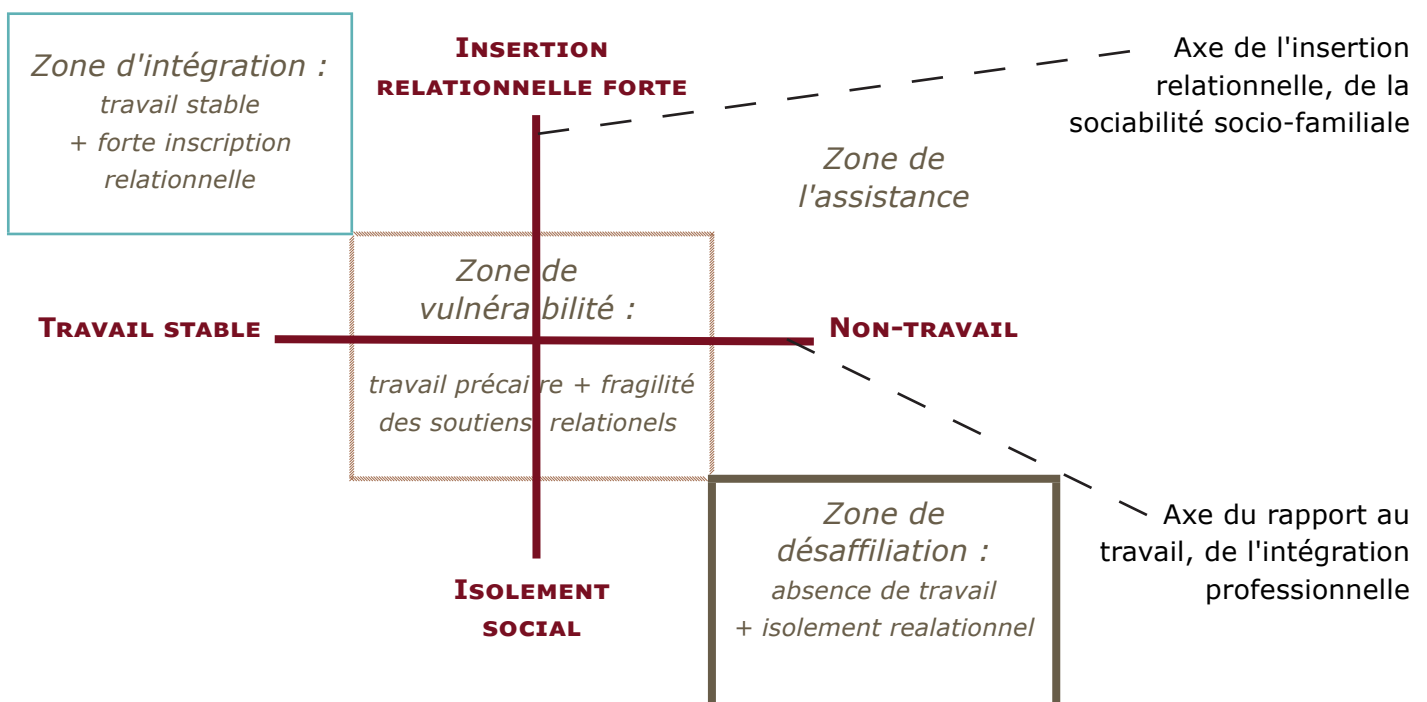 Zone d'intégration :
travail stable
+ forte inscription
relationnelle
INSERTION
RELATIONNELLE FORTE
Axe de l'insertion
relationnelle, de la
sociabilité socio-familiale
Zone de
l'assistance
Zone de
vulnérabilité :
travail précaire + fragilité
des soutiens relationels
TRAVAIL STABLE
NON-TRAVAIL
ISOLEMENT
SOCIAL
Zone de
désaffiliation :
absence de travail
+ isolement realationnel
Axe du rapport au
travail, de l'intégration
professionnelle